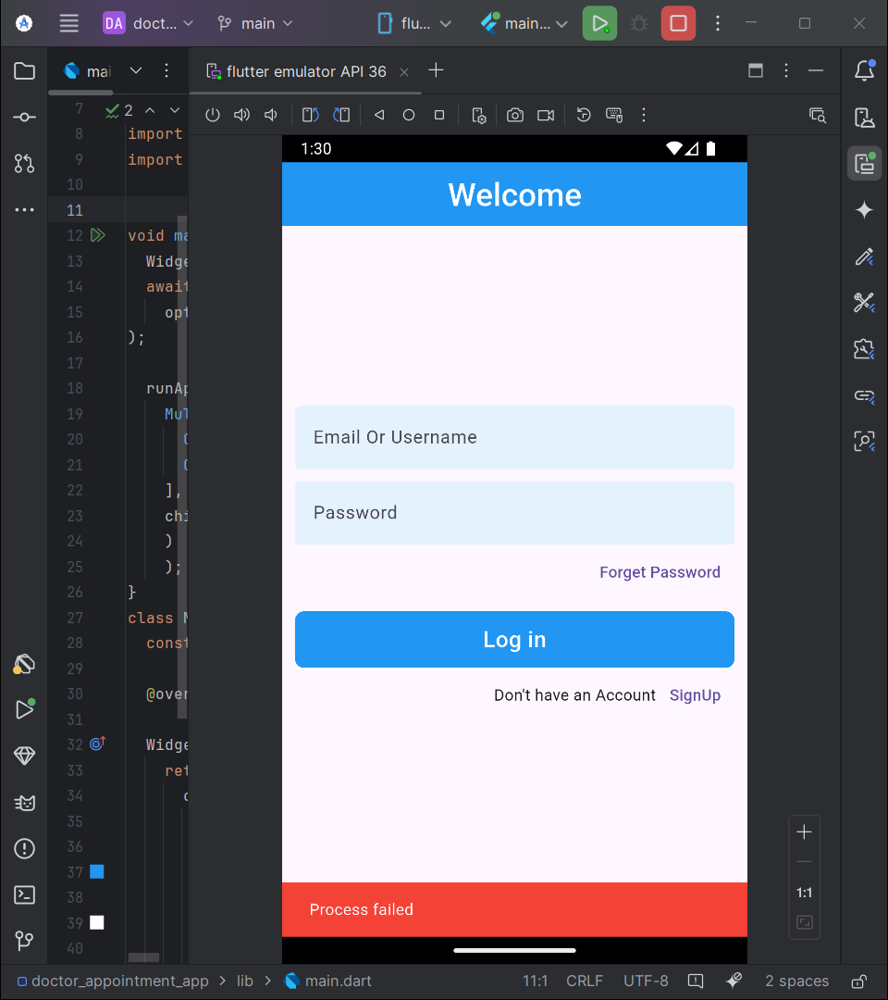 DA doct... main flu... main...
mai
flutter emulator API 36
7 2
8 import
9 import
10
11
12 void ma
13 Widge
14 await
15 opt
16 );
17
18 runAp
19 Mul
20
21
22 ],
23 chi
24 )
25 );
26 }
27 class
28 const
29
30 @over
31
32 Widge
33 ret
34
35
36
37
38
39
40
1:30
Welcome
Email Or Username
Password
Forget Password
Log in
Don't have an Account SignUp
Process failed
1:1
doctor_appointment_app > lib > main.dart
11:1 CRLF UTF-8 2 spaces